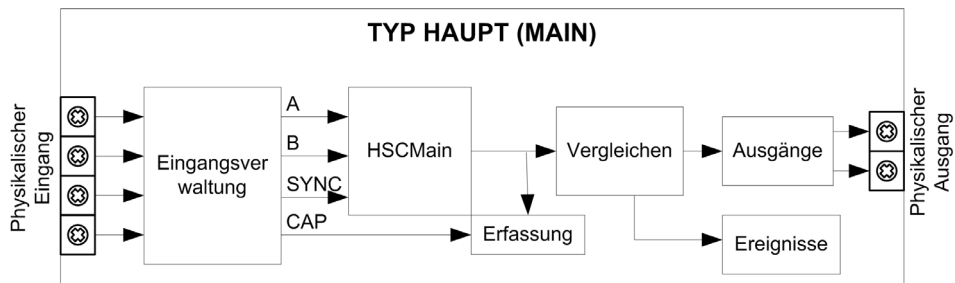 TYP HAUPT (MAIN)
Physikalischer
Eingang
Eingangsver
waltung
A
B
SYNC
CAP
HSCMain
Erfassung
Vergleichen
Ausgänge
Ereignisse
Physikalischer
Ausgang